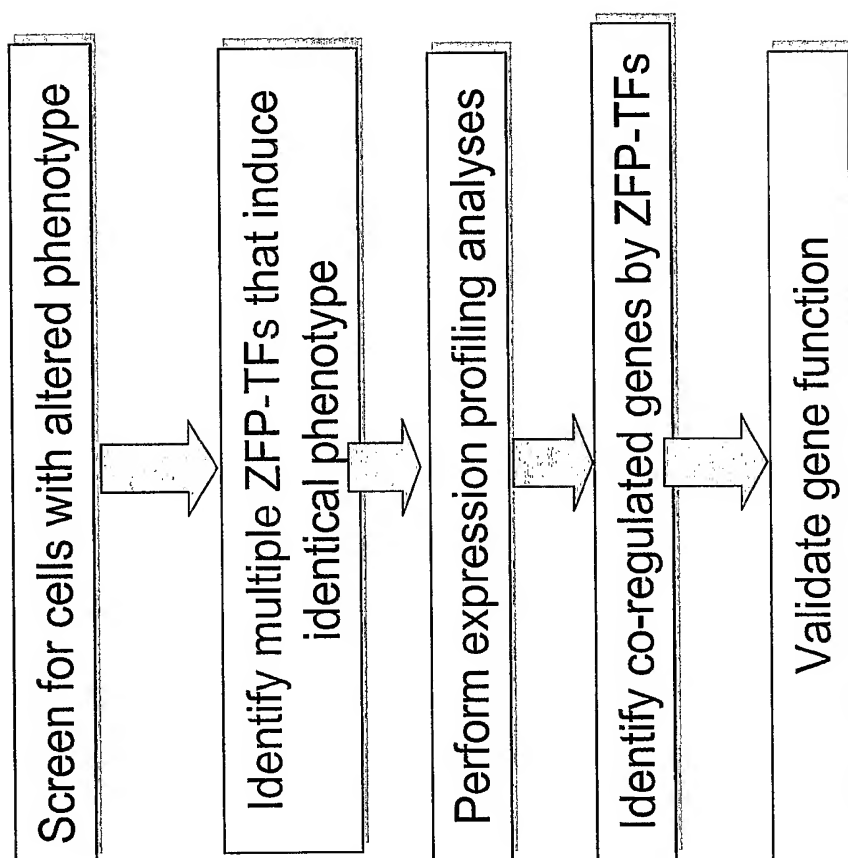 Screen for cells with altered phenotype
Identify multiple ZFP-TFs that induce
identical phenotype
Perform expression profiling analyses
Identify co-regulated genes by ZFP-TFs
Validate gene function